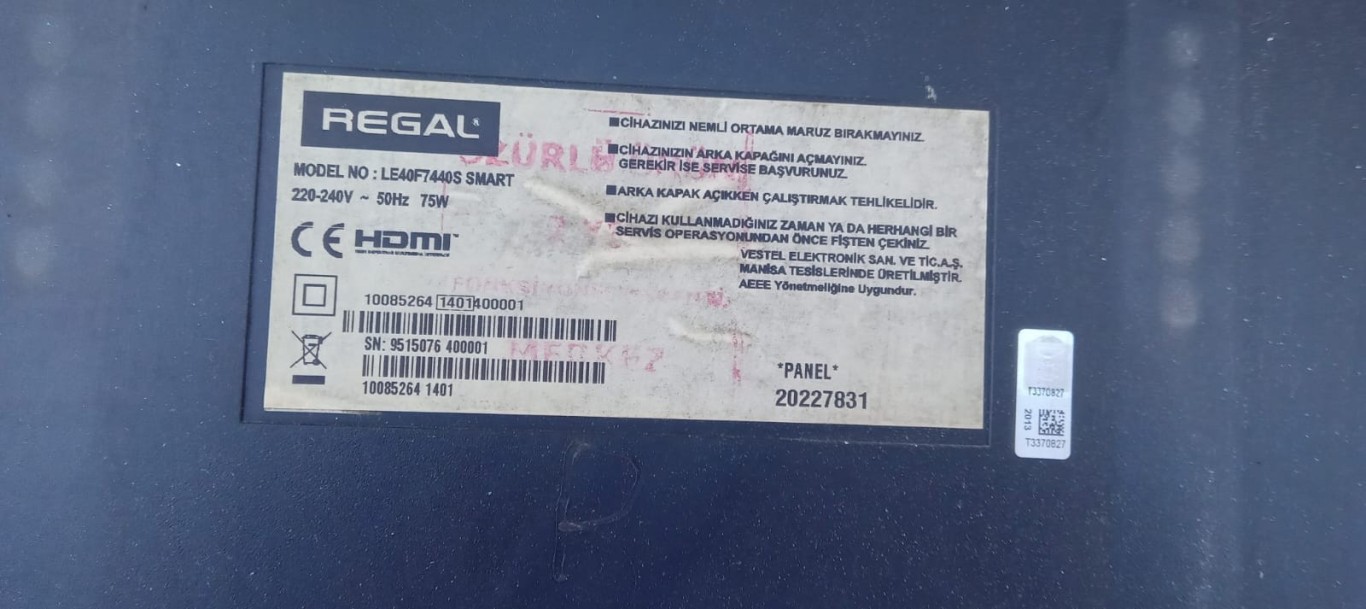 REGAL
MODEL NO : LE40F7440S SMART
220-240V ~ 50Hz 75W
CE HDMI
10085264 1401 400001
SN: 9515076 400001
10085264 1401
ÖZÜRLÜ
MERKEZ
■CİHAZINIZI NEMLİ ORTAMA MARUZ BIRAKMAYINIZ.
■CİHAZINIZIN ARKA KAPAĞINI AÇMAYINIZ.
GEREKİR İSE SERVİSE BAŞVURUNUZ.
■ARKA KAPAK AÇIKKEN ÇALIŞTIRMAK TEHLİKELİDİR.
■CİHAZI KULLANMADIĞINIZ ZAMAN YA DA HERHANGİ BİR
SERVİS OPERASYONUNDAN ÖNCE FİŞTEN ÇEKİNİZ.
VESTEL ELEKTRONİK SAN. VE TİC.A.Ş.
MANİSA TESİSLERİNDE ÜRETİLMİŞTİR.
AEEE Yönetmeliğine Uygundur.
*PANEL*
20227831
T3370827
2013
T3370827